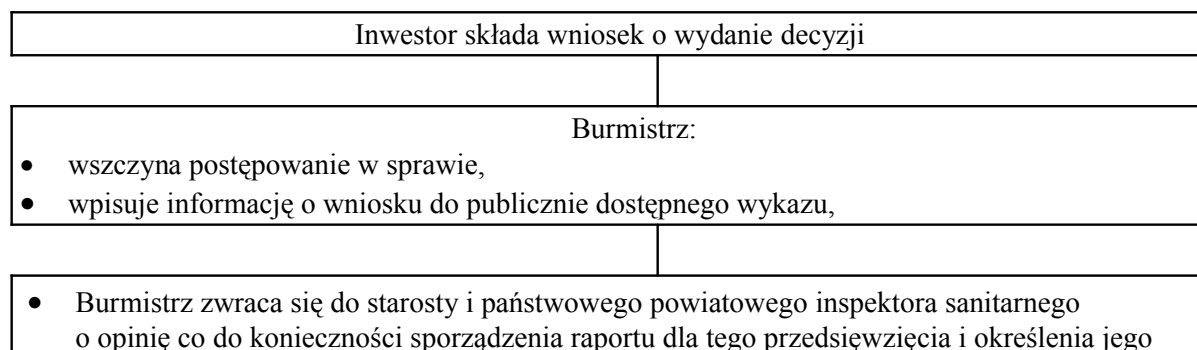 Inwestor składa wniosek o wydanie decyzji
Burmistrz:
• wszczyna postępowanie w sprawie,
• wpisuje informację o wniosku do publicznie dostępnego wykazu,
• Burmistrz zwraca się do starosty i państwowego powiatowego inspektora sanitarnego
o opinię co do konieczności sporządzenia raportu dla tego przedsięwzięcia i określenia jego